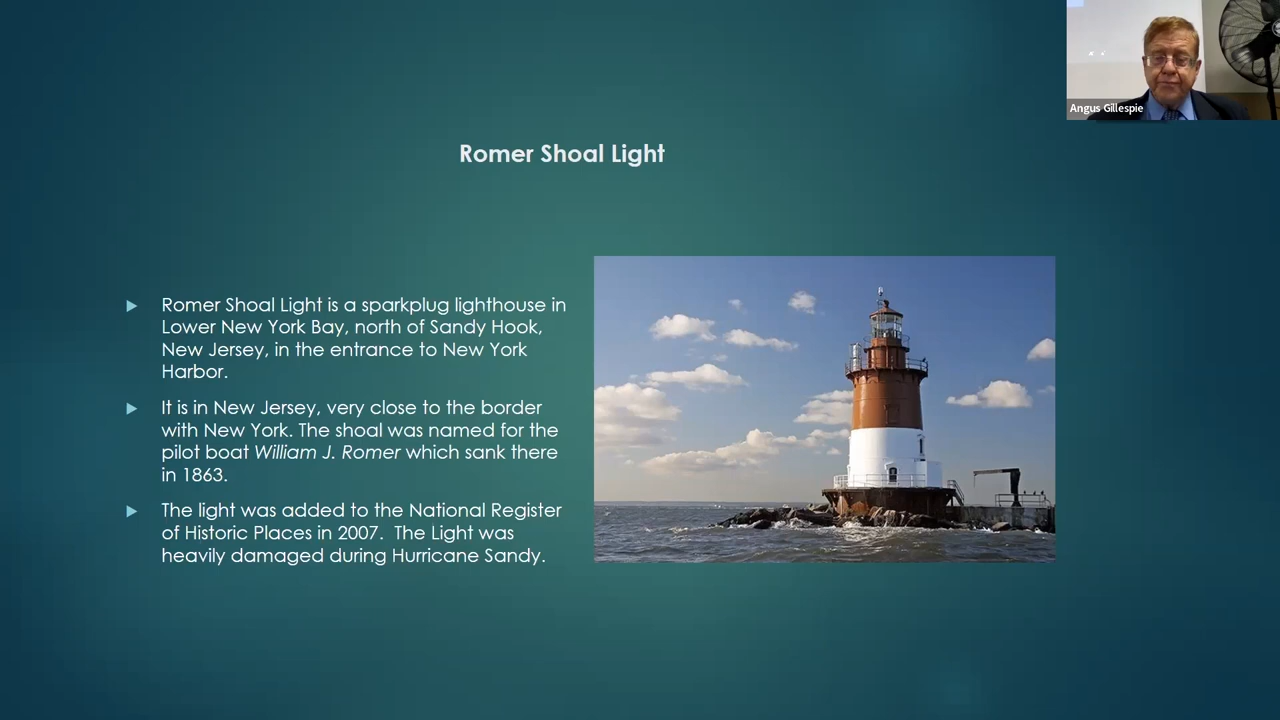 Angus Gillespie
Romer Shoal Light
Romer Shoal Light is a sparkplug lighthouse in
Lower New York Bay, north of Sandy Hook,
New Jersey, in the entrance to New York
Harbor.
It is in New Jersey, very close to the border
with New York. The shoal was named for the
pilot boat William J. Romer which sank there
in 1863.
The light was added to the National Register
of Historic Places in 2007.  The Light was
heavily damaged during Hurricane Sandy.